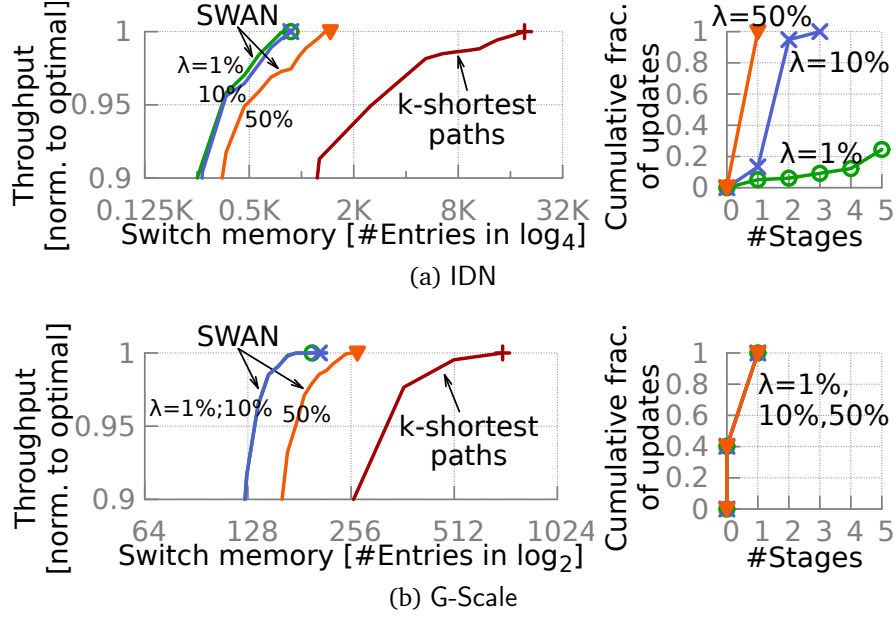 Throughput
[norm. to optimal]
1
0.95
0.9
SWAN
λ=1%
10%
50%
k-shortest
paths
0.125K 0.5K 2K 8K 32K
Switch memory [#Entries in log4]
Cumulative frac.
of updates
1
0.8
0.6
0.4
0.2
0
λ=50%
λ=10%
λ=1%
0 1 2 3 4 5
#Stages
(a) IDN
Throughput
[norm. to optimal]
1
0.95
0.9
SWAN
λ=1%;10%
50%
k-shortest
paths
64 128 256 512 1024
Switch memory [#Entries in log2]
Cumulative frac.
of updates
1
0.8
0.6
0.4
0.2
0
λ=1%,
10%,50%
0 1 2 3 4 5
#Stages
(b) G-Scale